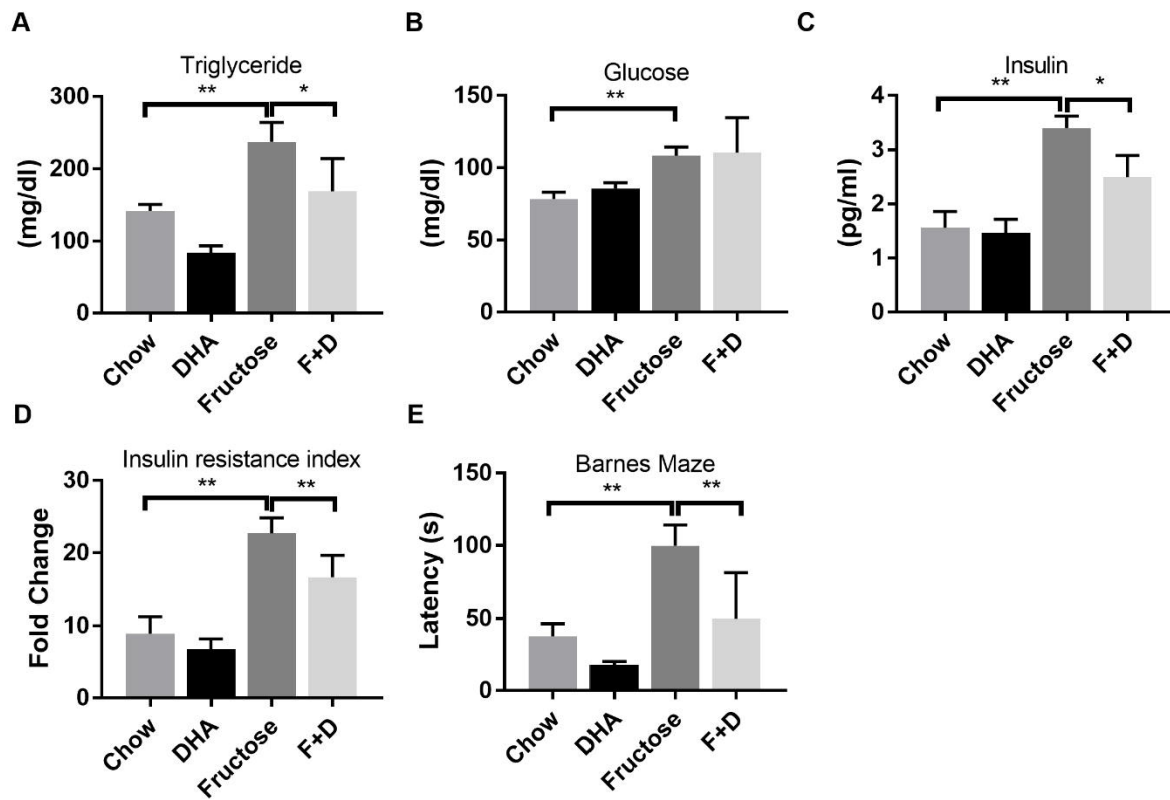 A
Triglyceride
** *
300
200
100
0
(mg/dl)
Chow
DHA
Fructose
F+D
B
Glucose
**
150
100
50
0
(mg/dl)
Chow
DHA
Fructose
F+D
C
Insulin
** *
4
3
2
1
0
(pg/ml)
Chow
DHA
Fructose
F+D
D
Insulin resistance index
** **
30
20
10
0
Fold Change
Chow
DHA
Fructose
F+D
E
Barnes Maze
** **
150
100
50
0
Latency (s)
Chow
DHA
Fructose
F+D